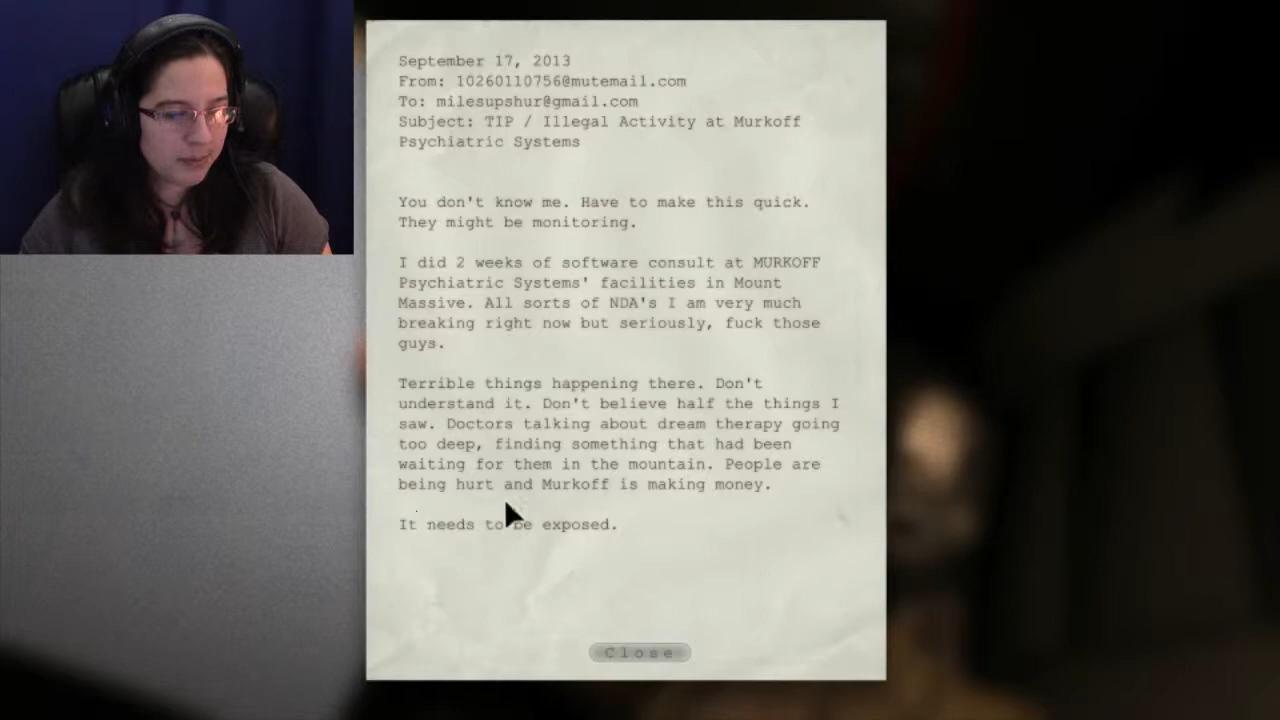 September 17, 2013
From: 10260110756@mutemail.com
To: milesupshur@gmail.com
Subject: TIP / Illegal Activity at Murkoff
Psychiatric Systems
You don't know me. Have to make this quick.
They might be monitoring.
I did 2 weeks of software consult at MURKOFF
Psychiatric Systems' facilities in Mount
Massive. All sorts of NDA's I am very much
breaking right now but seriously, fuck those
guys.
Terrible things happening there. Don't
understand it. Don't believe half the things I
saw. Doctors talking about dream therapy going
too deep, finding something that had been
waiting for them in the mountain. People are
being hurt and Murkoff is making money.
It needs to be exposed.
Close